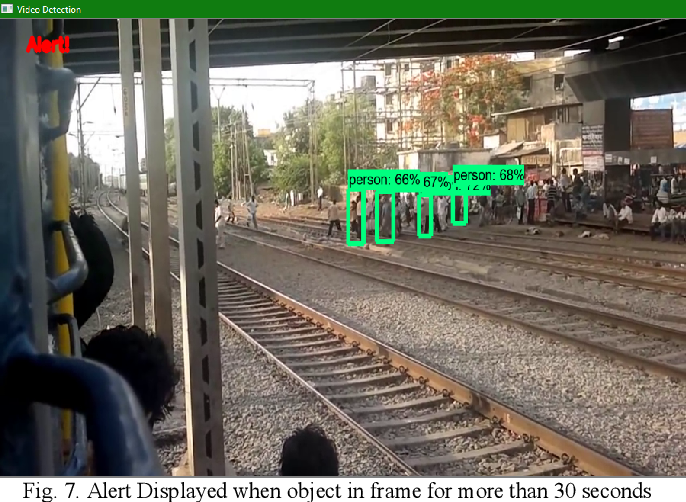 Video Detection
Alert!
person: 66%
67%
person: 68%
72%
Fig. 7. Alert Displayed when object in frame for more than 30 seconds